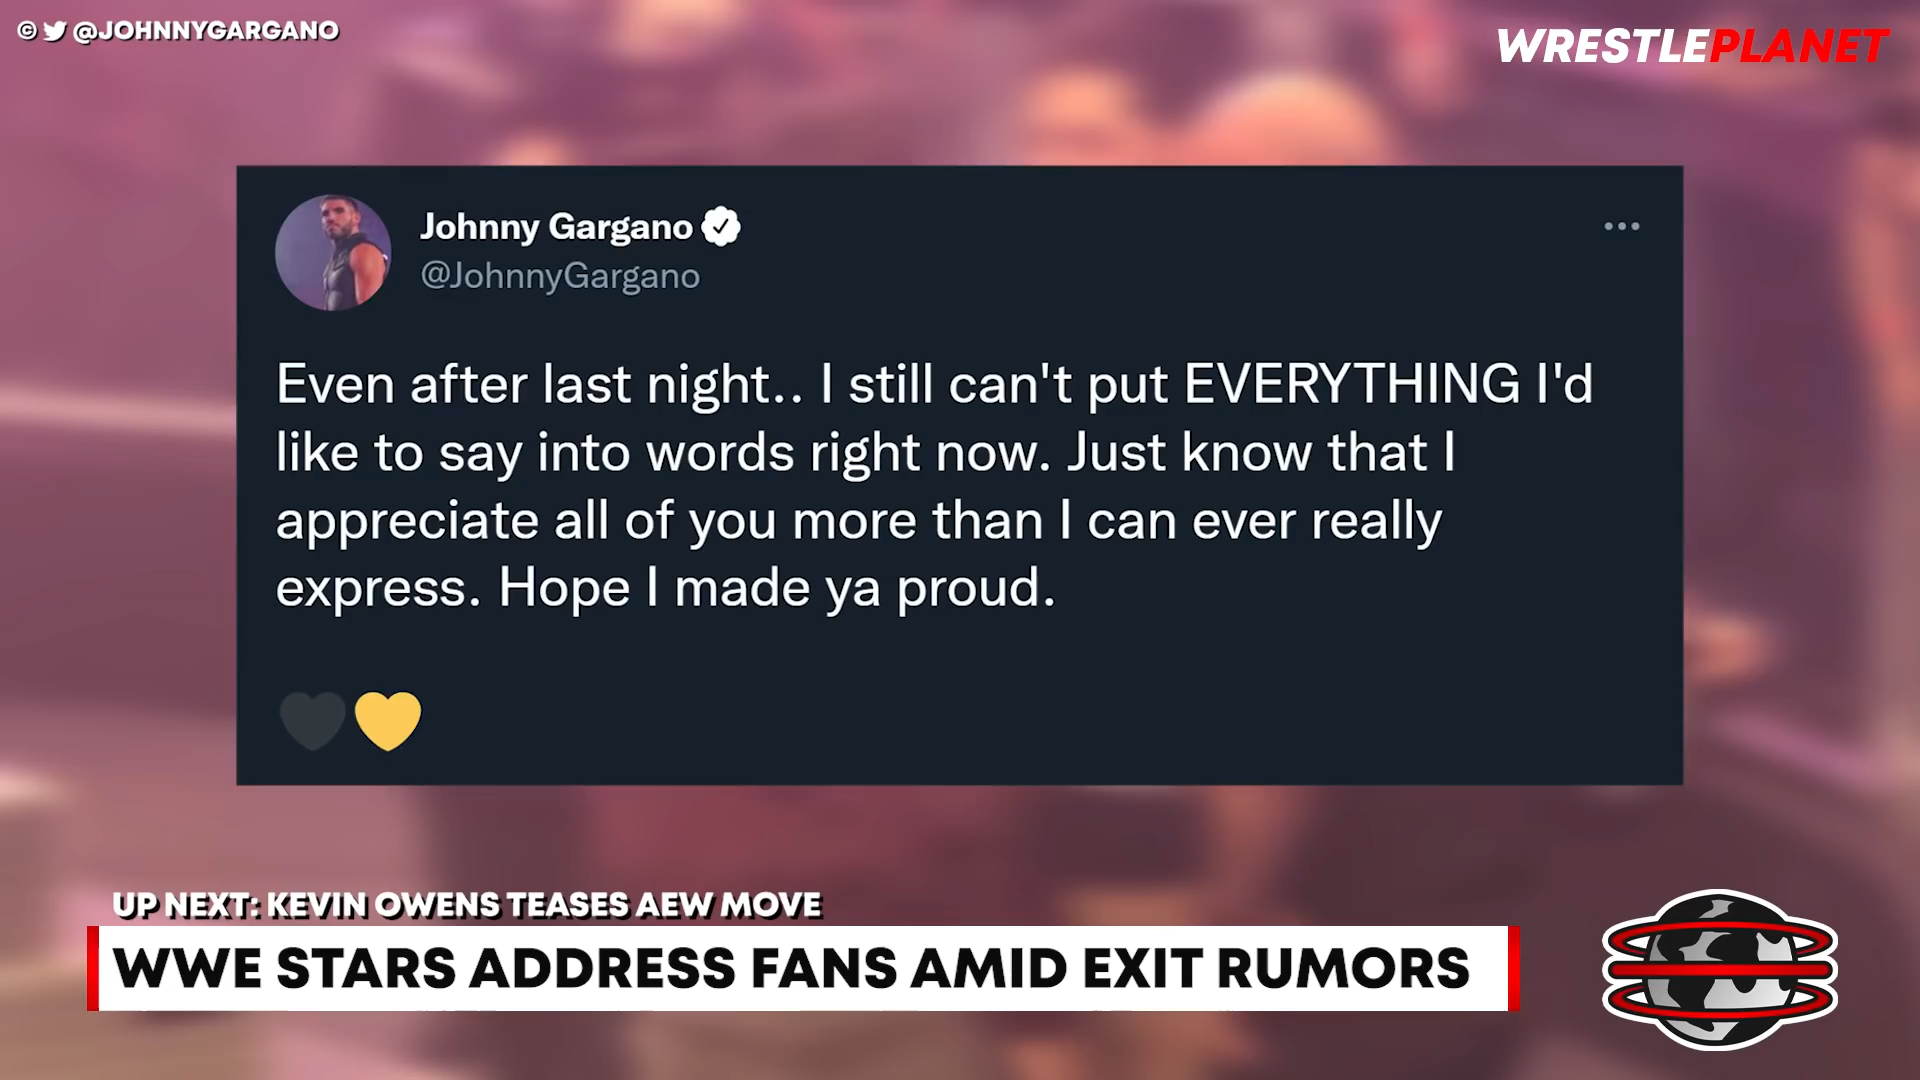 © @JOHNNYGARGANO
WRESTLEPLANET
Johnny Gargano
@JohnnyGargano
Even after last night.. I still can't put EVERYTHING I'd
like to say into words right now. Just know that I
appreciate all of you more than I can ever really
express. Hope I made ya proud.
🖤💛
UP NEXT: KEVIN OWENS TEASES AEW MOVE
WWE STARS ADDRESS FANS AMID EXIT RUMORS